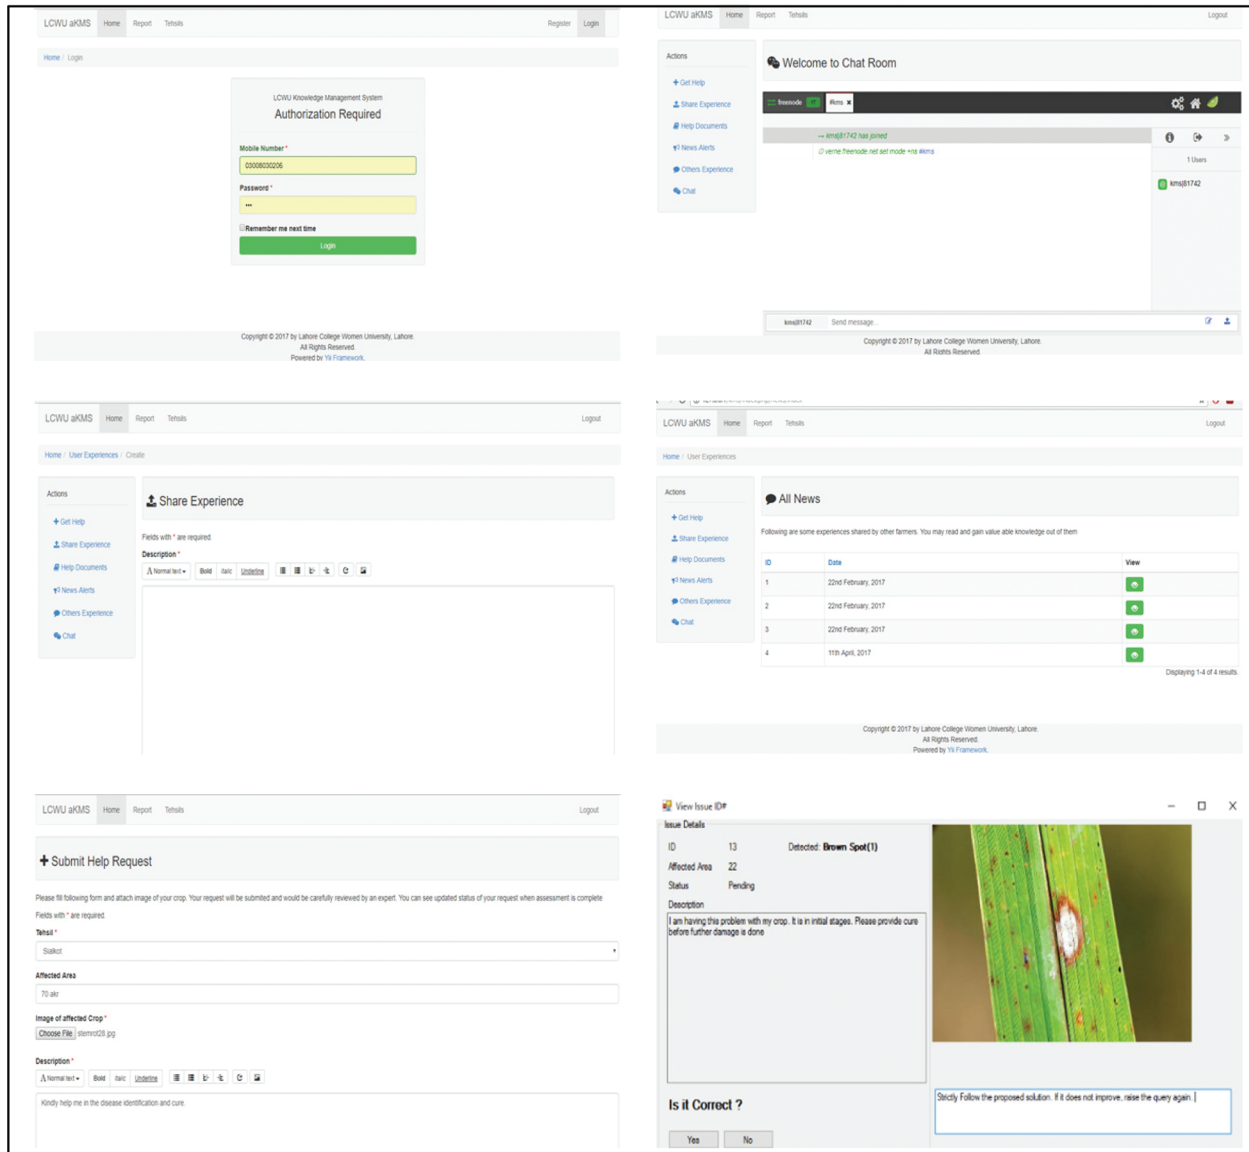 LCWU aKMS Home Report Tehsils Register Login
Home / Login
LCWU Knowledge Management System
Authorization Required
Mobile Number *
03008030206
Password *
•••
Remember me next time
Login
Copyright © 2017 by Lahore College Women University, Lahore.
All Rights Reserved.
Powered by Yii Framework.
LCWU aKMS Home Report Tehsils Logout
Actions
Get Help
Share Experience
Help Documents
News Alerts
Others Experience
Chat
Welcome to Chat Room
freenode 17 #kms ×
→ kms|81742 has joined
verne.freenode.net set mode +ns #kms
1 Users
kms|81742
kms|81742 Send message...
Copyright © 2017 by Lahore College Women University, Lahore.
All Rights Reserved
LCWU aKMS Home Report Tehsils Logout
Home / User Experiences / Create
Actions
Get Help
Share Experience
Help Documents
News Alerts
Others Experience
Chat
Share Experience
Fields with * are required.
Description *
A Normal text Bold Italic Underline
LCWU aKMS Home Report Tehsils Logout
Home / User Experiences
Actions
Get Help
Share Experience
Help Documents
News Alerts
Others Experience
Chat
All News
Following are some experiences shared by other farmers. You may read and gain value able knowledge out of them
ID Date View
1 22nd February, 2017
2 22nd February, 2017
3 22nd February, 2017
4 11th April, 2017
Displaying 1-4 of 4 results.
Copyright © 2017 by Lahore College Women University, Lahore.
All Rights Reserved.
Powered by Yii Framework.
LCWU aKMS Home Report Tehsils Logout
+ Submit Help Request
Please fill following form and attach image of your crop. Your request will be submited and would be carefully reviewed by an expert. You can see updated status of your request when assessment is complete
Fields with * are required.
Tehsil *
Sialkot
Affected Area
70 akr
Image of affected Crop *
Choose File stemrot26.jpg
Description *
A Normal text Bold Italic Underline
Kindly help me in the disease identification and cure.
View Issue ID#
Issue Details
ID 13 Detected: Brown Spot(1)
Affected Area 22
Status Pending
Description
I am having this problem with my crop. It is in initial stages. Please provide cure
before further damage is done
Is it Correct ?
Yes No
Strictly Follow the proposed solution. If it does not improve, raise the query again.